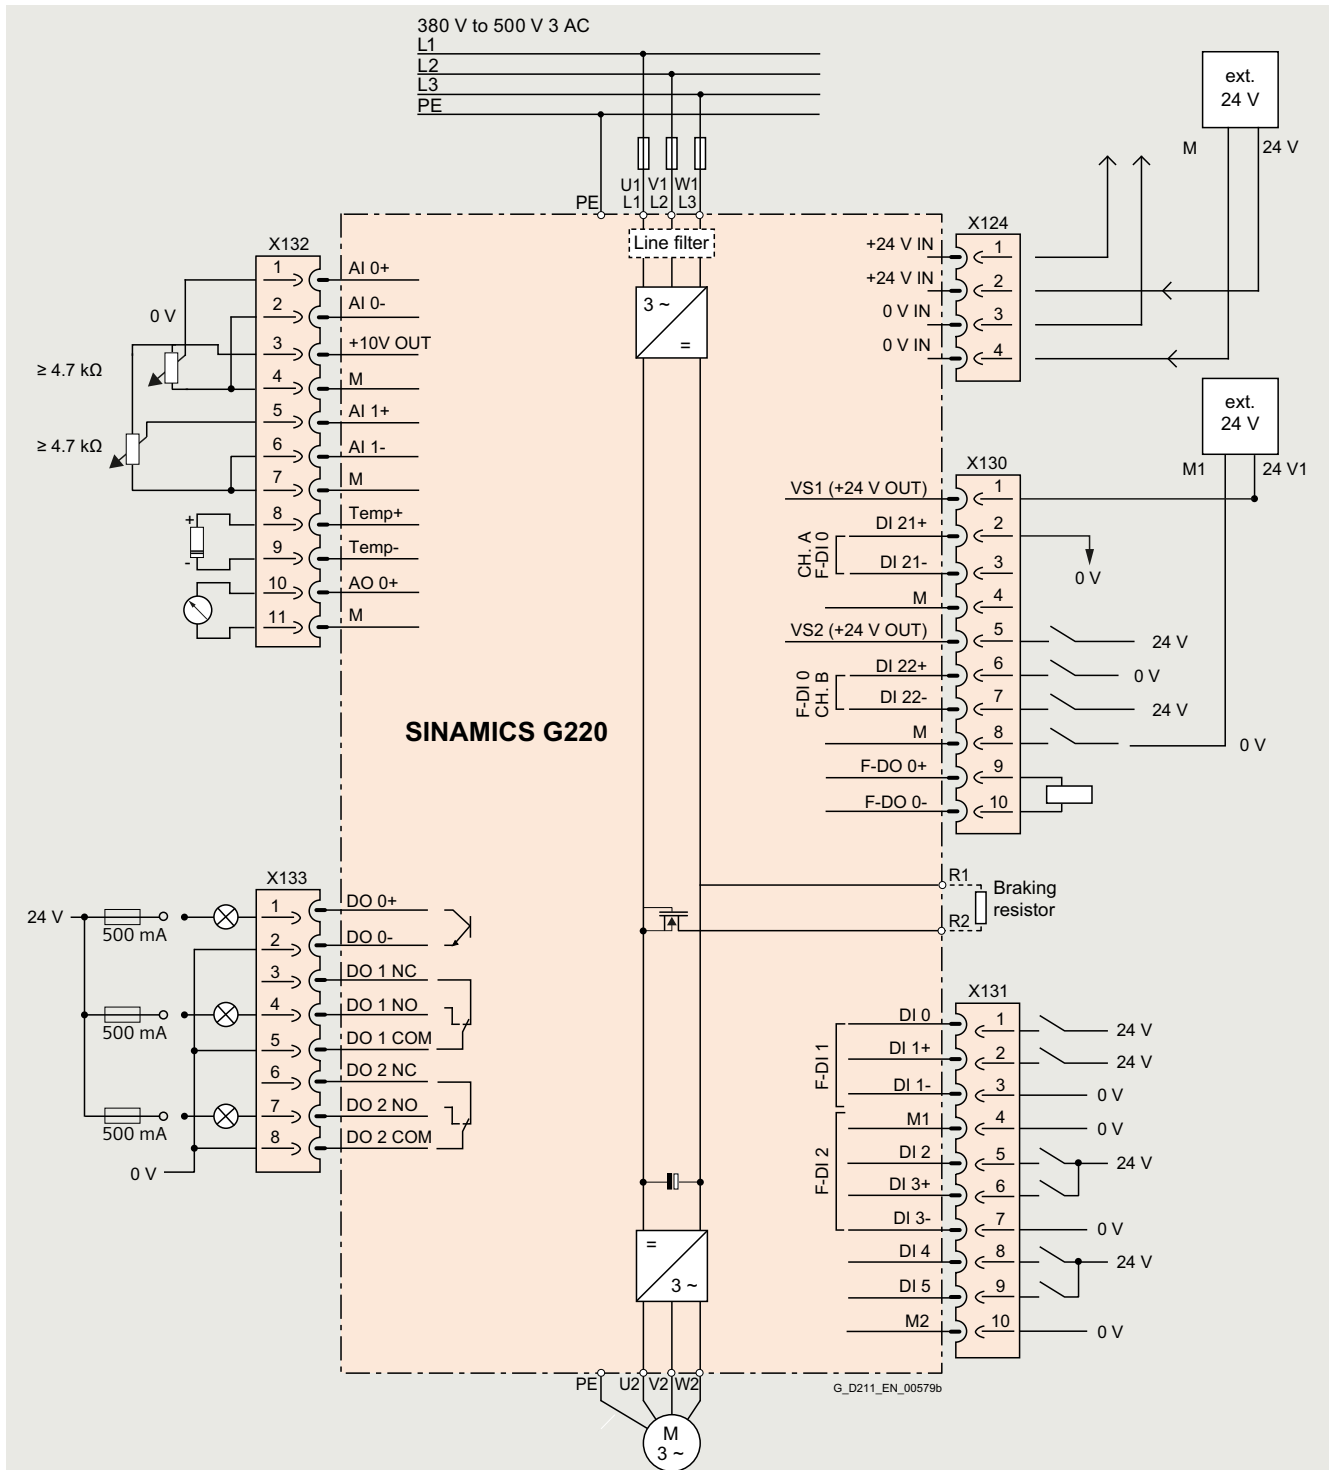 380 V to 500 V 3 AC
L1
L2
L3
PE
ext.
24 V
M
24 V
U1 V1 W1
PE L1 L2 L3
Line filter
3 ~
=
X132
1 AI 0+
2 AI 0-
3 +10V OUT
4 M
5 AI 1+
6 AI 1-
7 M
8 Temp+
9 Temp-
10 AO 0+
11 M
0 V
≥ 4.7 kΩ
≥ 4.7 kΩ
+
-
X124
+24 V IN 1
+24 V IN 2
0 V IN 3
0 V IN 4
ext.
24 V
M1
24 V1
X130
VS1 (+24 V OUT) 1
DI 21+ 2
DI 21- 3
CH. A
F-DI 0
0 V
M 4
VS2 (+24 V OUT) 5 24 V
DI 22+ 6 0 V
DI 22- 7 24 V
F-DI 0
CH. B
M 8 0 V
F-DO 0+ 9
F-DO 0- 10
SINAMICS G220
R1
R2
Braking
resistor
X133
24 V
500 mA
500 mA
500 mA
0 V
1 DO 0+
2 DO 0-
3 DO 1 NC
4 DO 1 NO
5 DO 1 COM
6 DO 2 NC
7 DO 2 NO
8 DO 2 COM
X131
DI 0 1 24 V
DI 1+ 2 24 V
DI 1- 3 0 V
F-DI 1
M1 4 0 V
DI 2 5 24 V
DI 3+ 6
DI 3- 7 0 V
F-DI 2
DI 4 8 24 V
DI 5 9
M2 10 0 V
=
3 ~
PE U2 V2 W2
G_D211_EN_00579b
M
3 ~